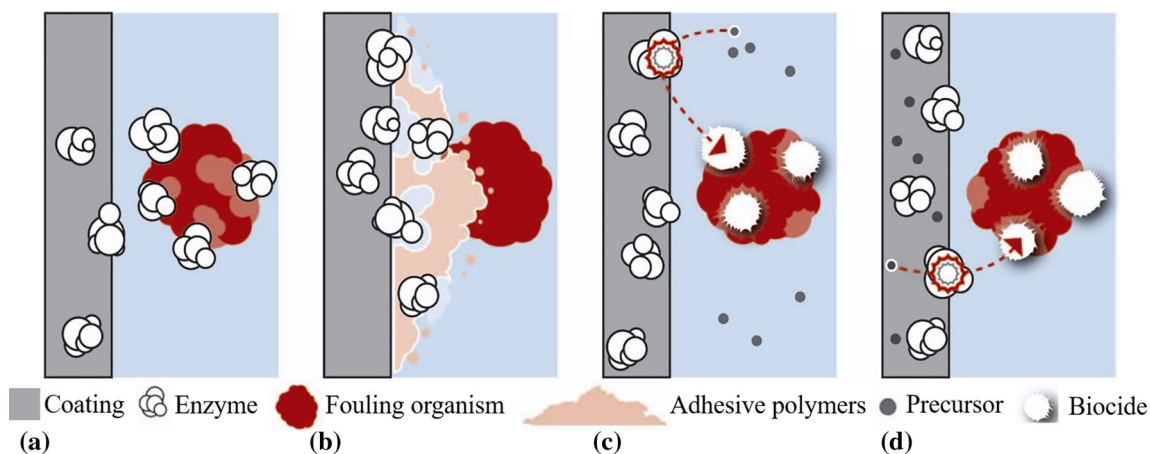 Coating Enzyme Fouling organism Adhesive polymers Precursor Biocide
(a) (b) (c) (d)